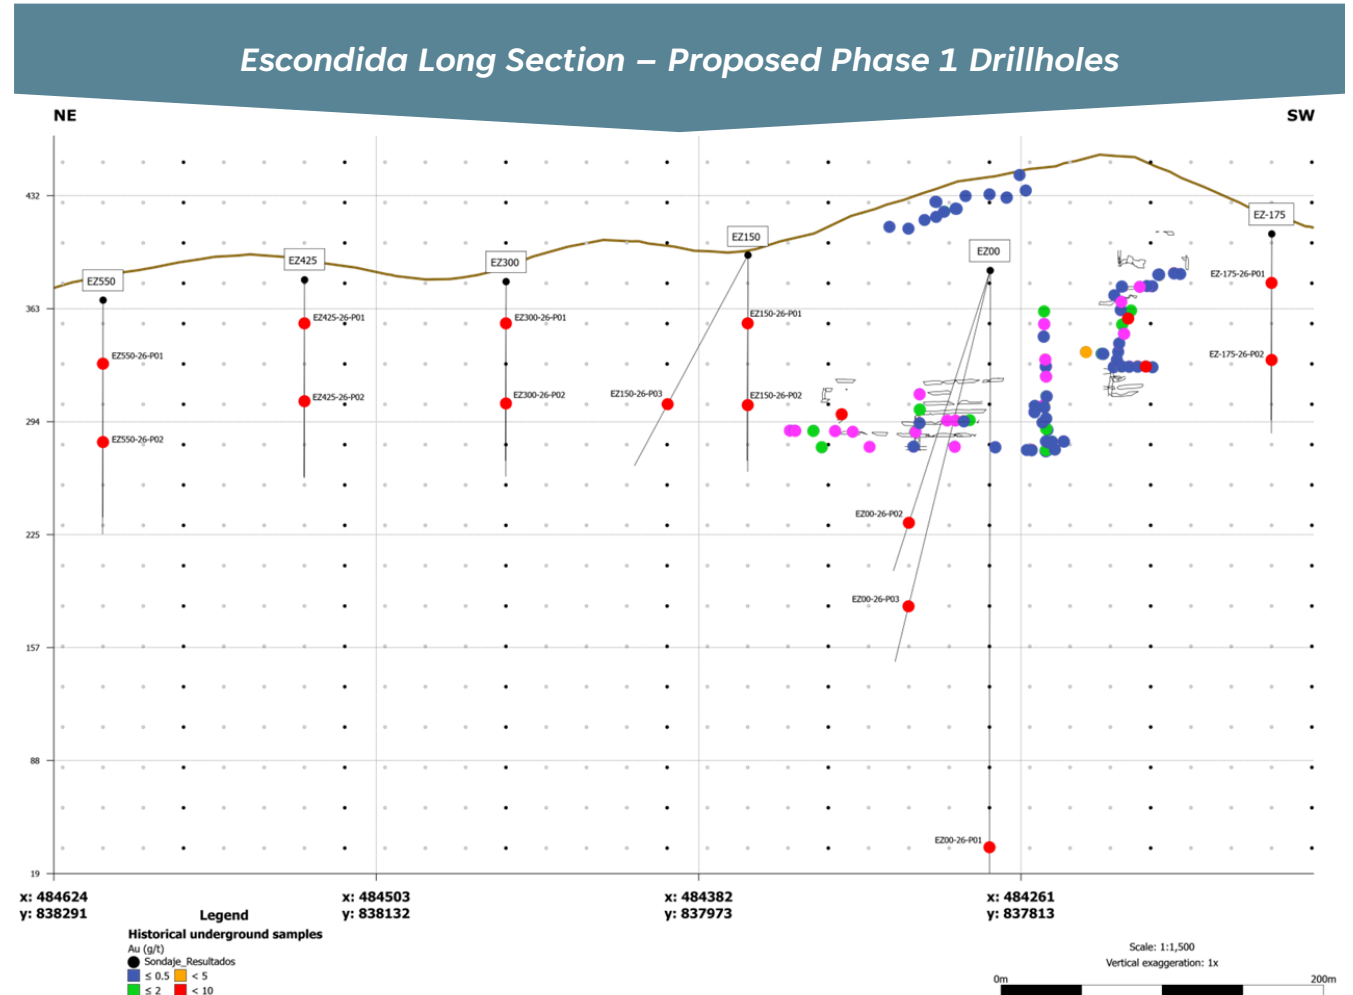 Escondida Long Section – Proposed Phase 1 Drillholes
NE
SW
432
363
294
225
157
88
19
EZ550
EZ425
EZ300
EZ150
EZ00
EZ-175
EZ550-26-P01
EZ550-26-P02
EZ425-26-P01
EZ425-26-P02
EZ300-26-P01
EZ300-26-P02
EZ150-26-P01
EZ150-26-P03
EZ150-26-P02
EZ00-26-P02
EZ00-26-P03
EZ00-26-P01
EZ-175-26-P01
EZ-175-26-P02
x: 484624
y: 838291
x: 484503
y: 838132
x: 484382
y: 837973
x: 484261
y: 837813
Legend
Historical underground samples
Au (g/t)
Sondaje_Resultados
≤ 0.5 < 5
≤ 2 < 10
Scale: 1:1,500
Vertical exaggeration: 1x
0m 200m